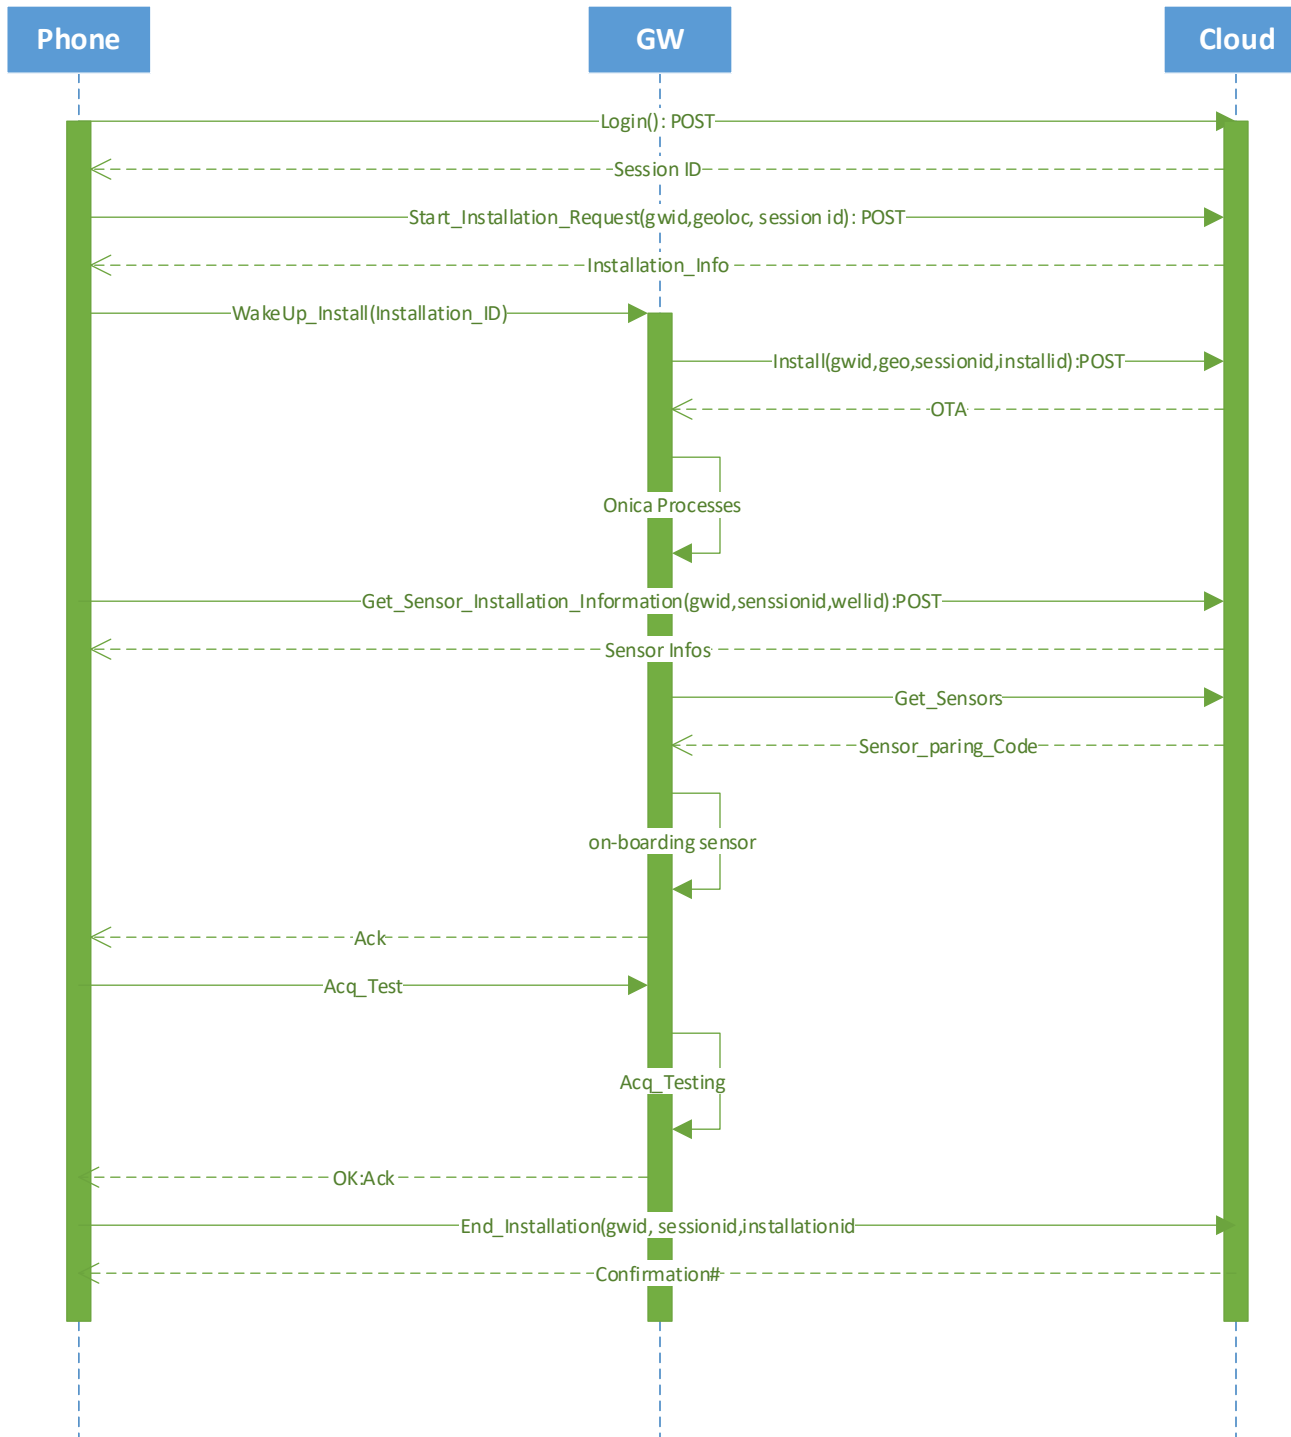 Phone
GW
Cloud
Login(): POST
Session ID
Start_Installation_Request(gwid,geoloc, session id): POST
Installation_Info
WakeUp_Install(Installation_ID)
Install(gwid,geo,sessionid,installid):POST
OTA
Onica Processes
Get_Sensor_Installation_Information(gwid,senssionid,wellid):POST
Sensor Infos
Get_Sensors
Sensor_paring_Code
on-boarding sensor
Ack
Acq_Test
Acq_Testing
OK:Ack
End_Installation(gwid, sessionid,installationid
Confirmation#